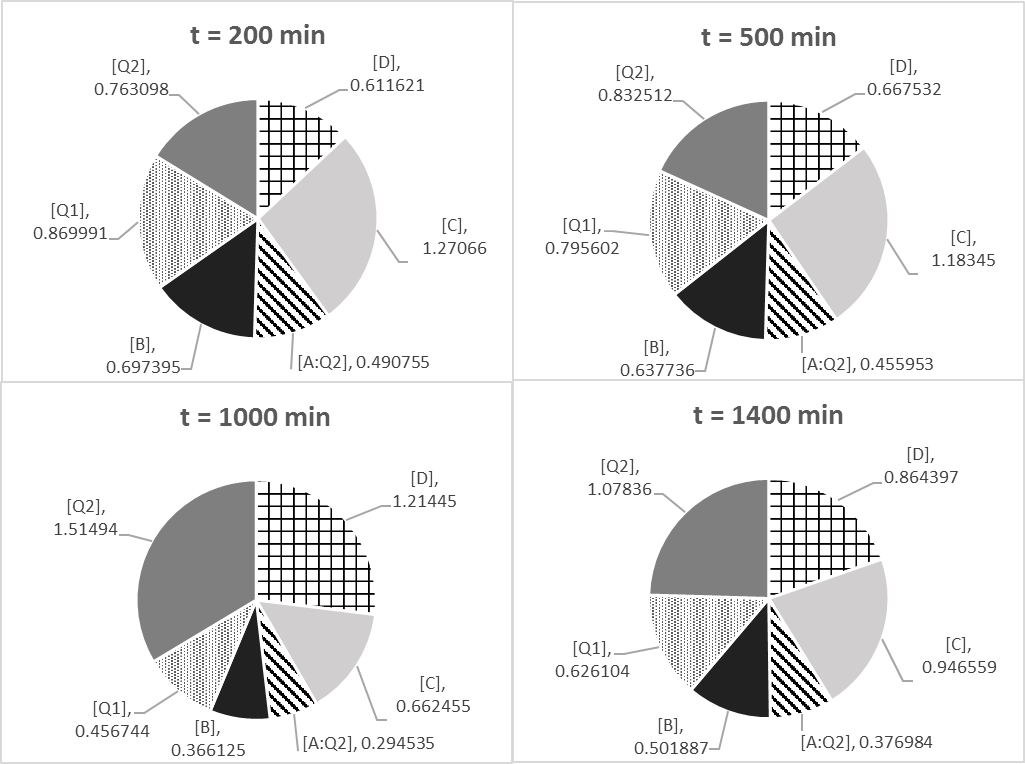 t = 200 min
[Q2],
0.763098
[D],
0.611621
[Q1],
0.869991
[C],
1.27066
[B],
0.697395
[A:Q2], 0.490755
t = 500 min
[Q2],
0.832512
[D],
0.667532
[Q1],
0.795602
[C],
1.18345
[B],
0.637736
[A:Q2], 0.455953
t = 1000 min
[D],
1.21445
[Q2],
1.51494
[C],
0.662455
[Q1],
0.456744
[B],
0.366125
[A:Q2], 0.294535
t = 1400 min
[Q2],
1.07836
[D],
0.864397
[Q1],
0.626104
[C],
0.946559
[B],
0.501887
[A:Q2], 0.376984